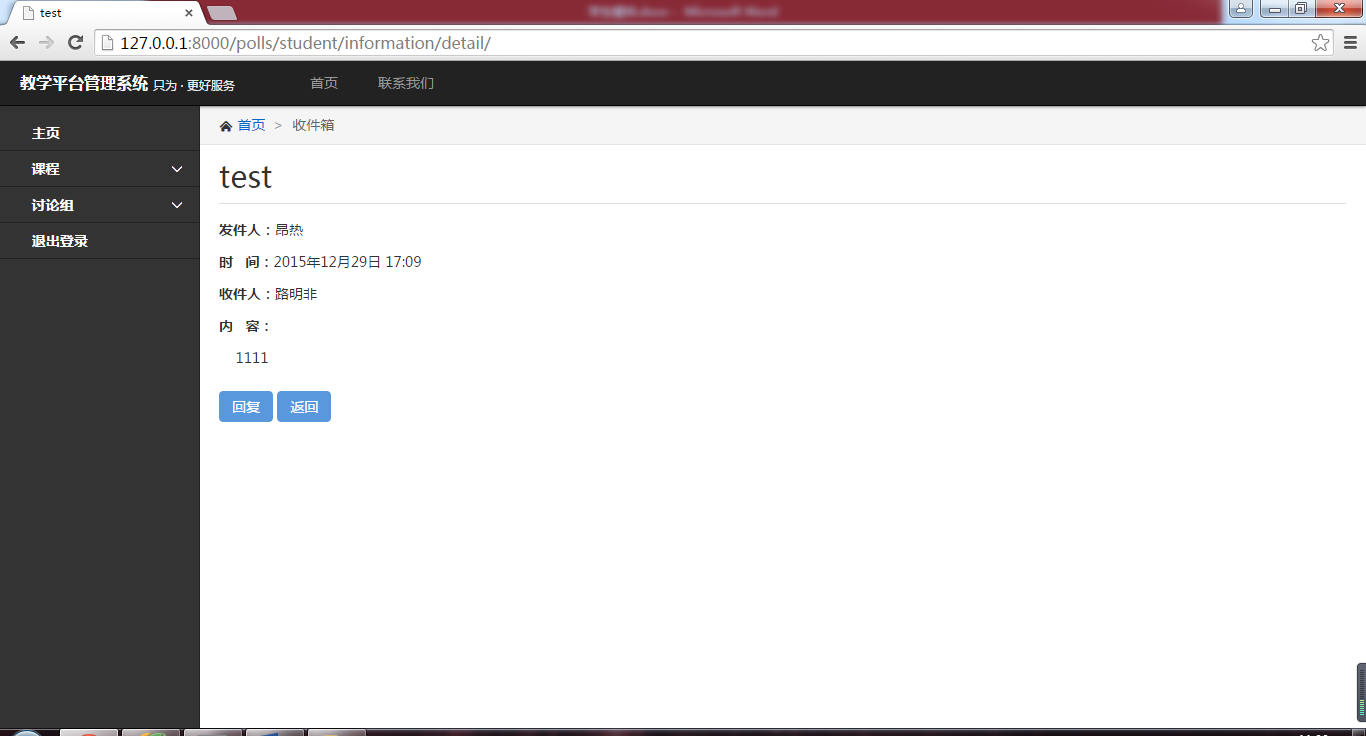 test
127.0.0.1:8000/polls/student/information/detail/
教学平台管理系统 只为 · 更好服务 首页 联系我们
主页
课程
讨论组
退出登录
首页 > 收件箱
test
发件人：昂热
时 间：2015年12月29日 17:09
收件人：路明非
内 容：
1111
回复 返回